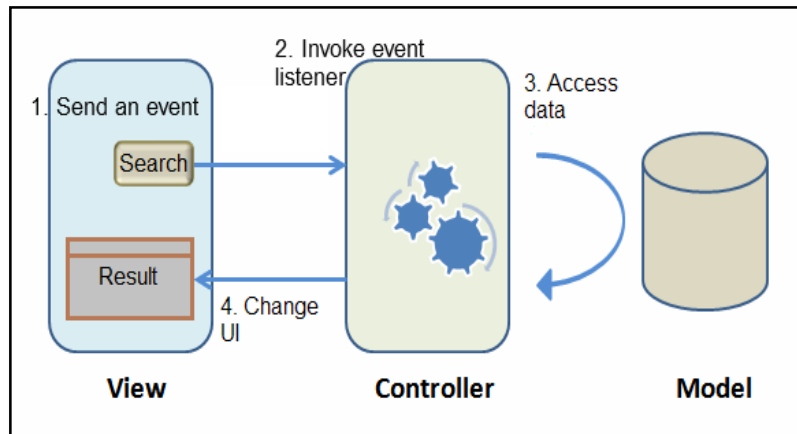 2. Invoke event
listener
3. Access
data
1. Send an event
Search
Result
4. Change
UI
View
Controller
Model